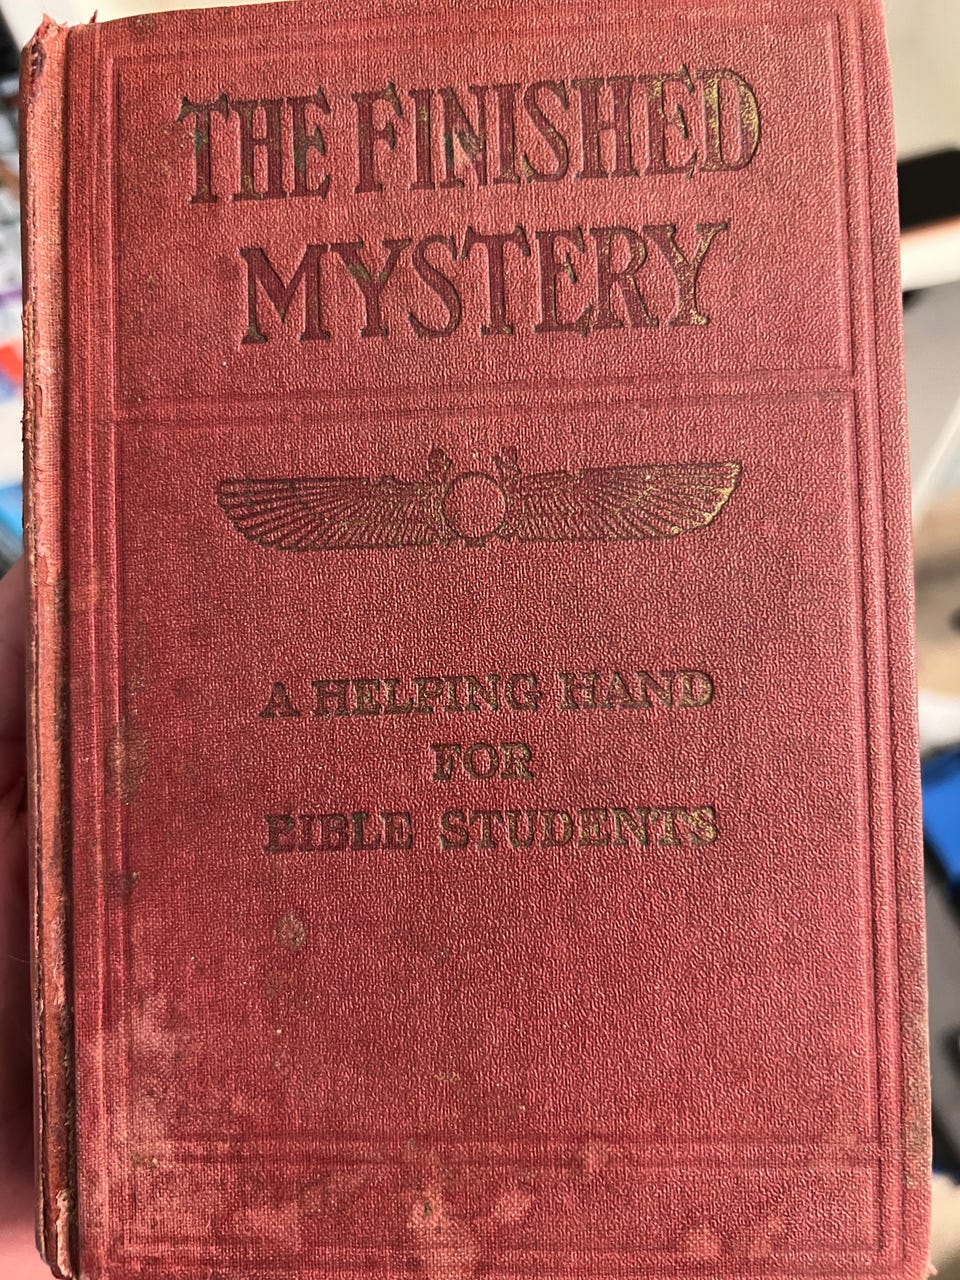 THE FINISHED
MYSTERY
A HELPING HAND
FOR
BIBLE STUDENTS